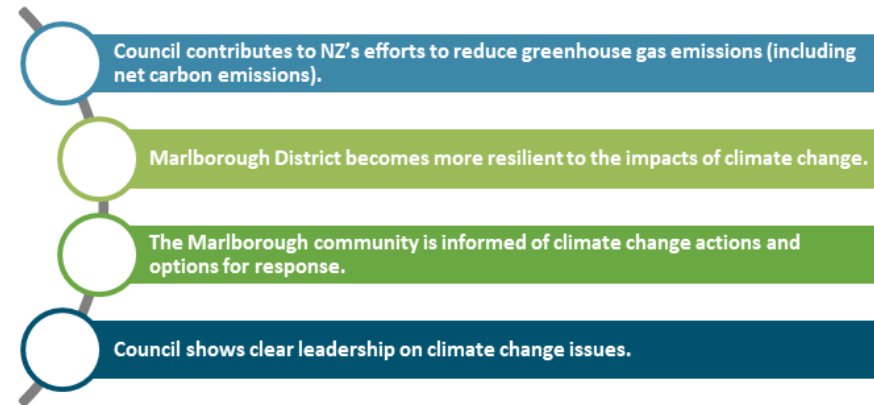 Council contributes to NZ's efforts to reduce greenhouse gas emissions (including
net carbon emissions).
Marlborough District becomes more resilient to the impacts of climate change.
The Marlborough community is informed of climate change actions and
options for response.
Council shows clear leadership on climate change issues.